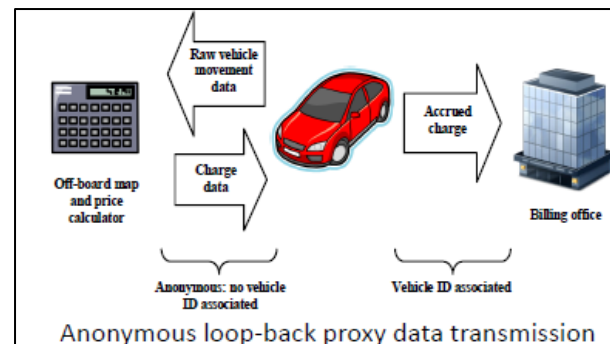 Raw vehicle
movement
data
Accrued
charge
Charge
data
Off-board map
and price
calculator
Billing office
Anonymous: no vehicle
ID associated
Vehicle ID associated
Anonymous loop-back proxy data transmission